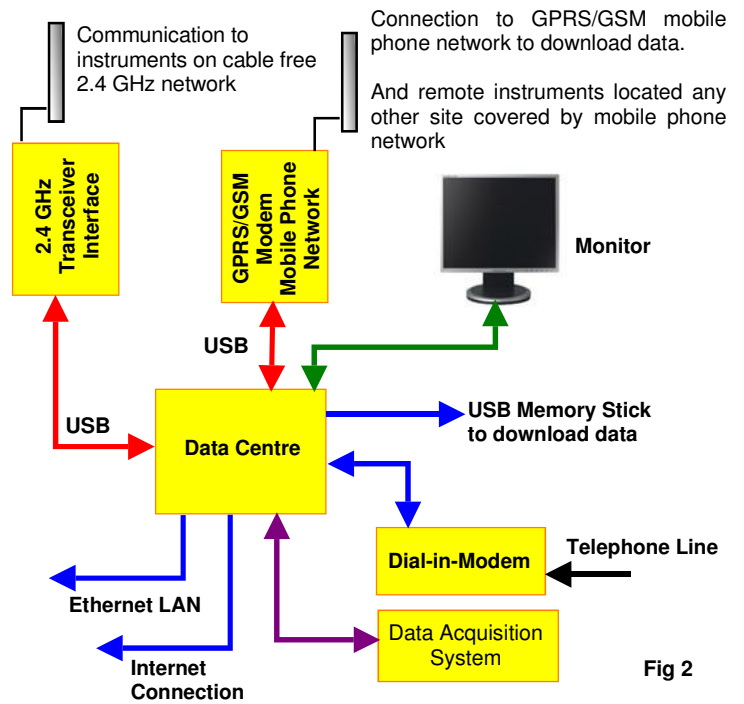 Communication to
instruments on cable free
2.4 GHz network
Connection to GPRS/GSM mobile
phone network to download data.
And remote instruments located any
other site covered by mobile phone
network
2.4 GHz
Transceiver
Interface
GPRS/GSM
Modem
Mobile Phone
Network
Monitor
USB
USB
Data Centre
USB Memory Stick
to download data
Dial-in-Modem
Telephone Line
Ethernet LAN
Data Acquisition
System
Internet
Connection
Fig 2